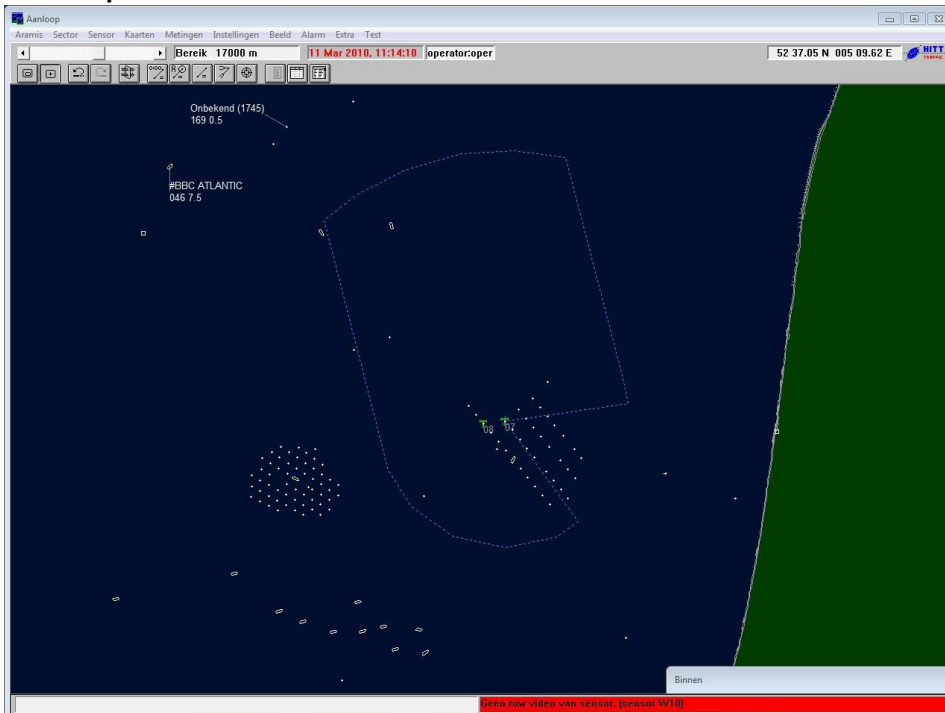 Aanloop
Aramis Sector Sensor Kaarten Metingen Instellingen Beeld Alarm Extra Test
Bereik 17000 m 11 Mar 2010, 11:14:10 operator:oper 52 37.05 N 005 09.62 E HITT
Onbekend (1745)
169 0.5
#BBC ATLANTIC
046 7.5
08 07
Binnen
Geen ruw video van sensor. (sensor W10)